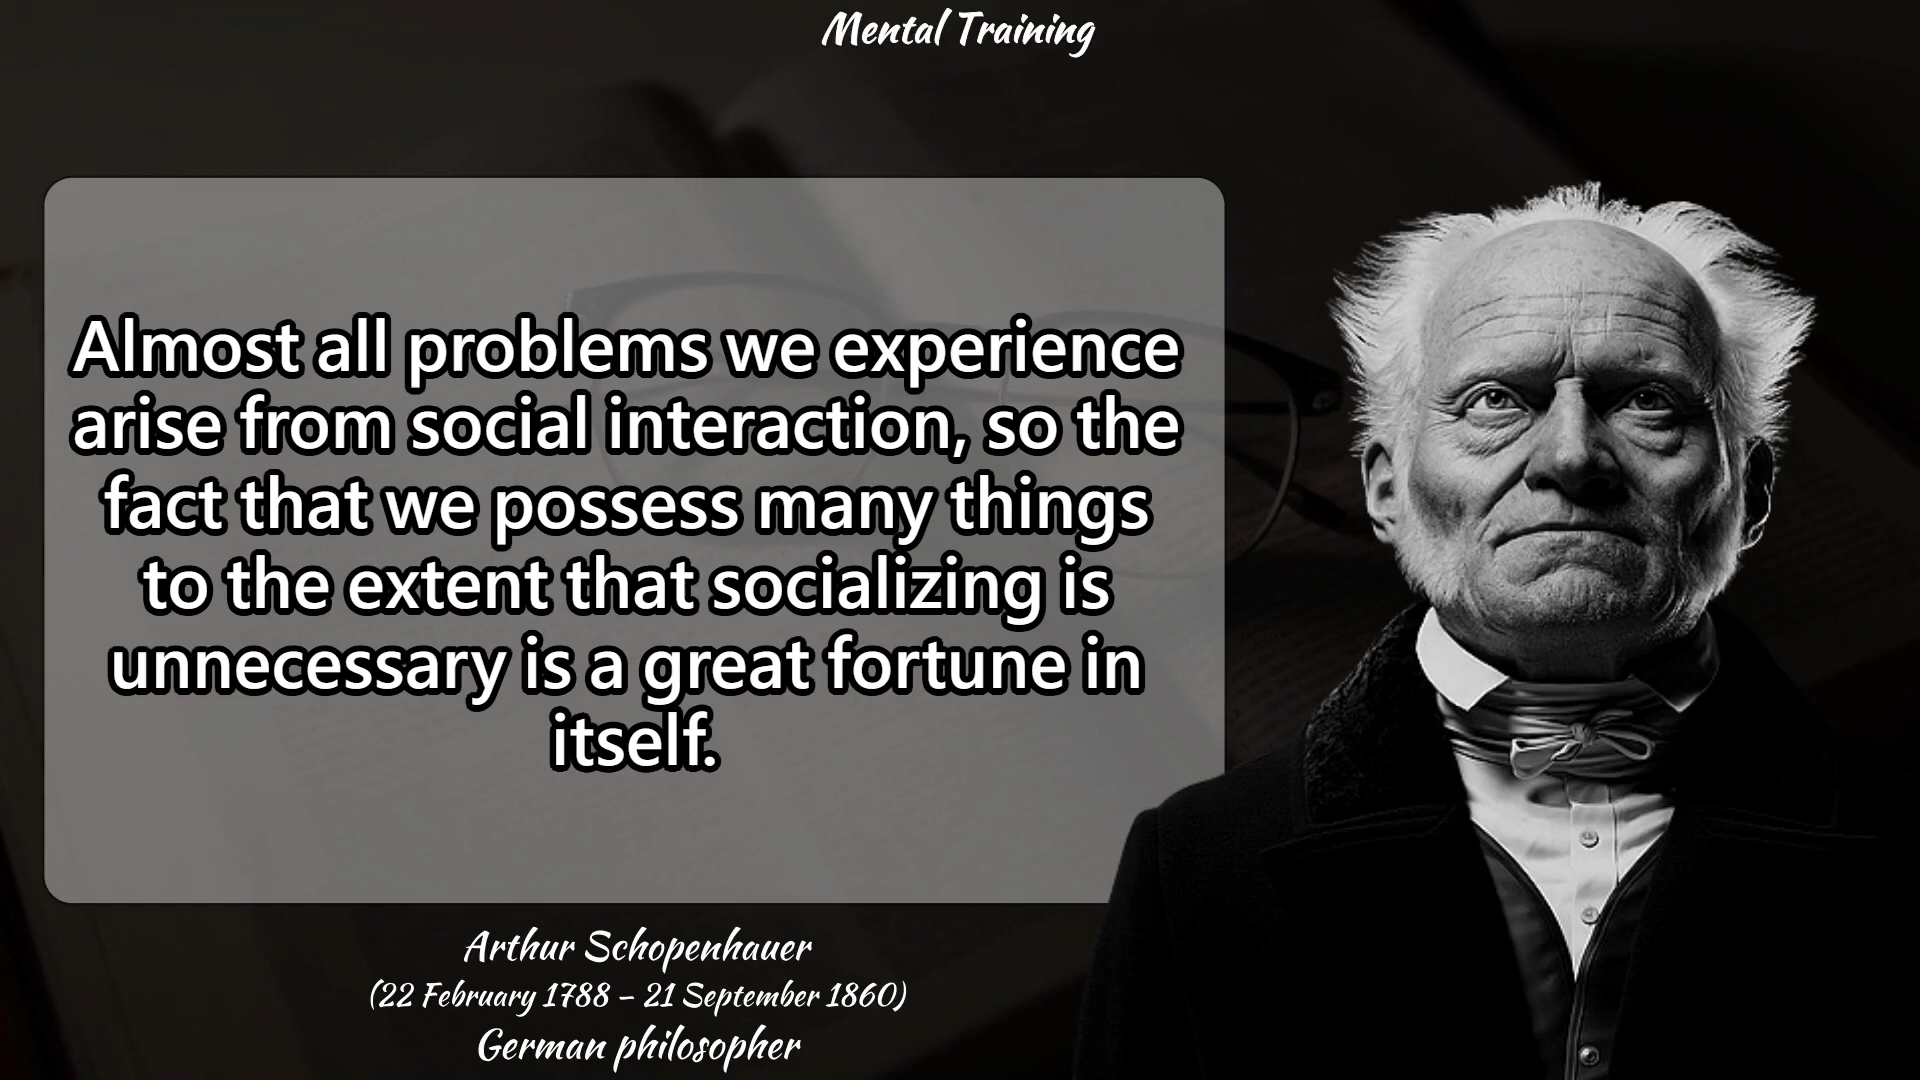 Mental Training
Almost all problems we experience
arise from social interaction, so the
fact that we possess many things
to the extent that socializing is
unnecessary is a great fortune in
itself.
Arthur Schopenhauer
(22 February 1788 – 21 September 1860)
German philosopher